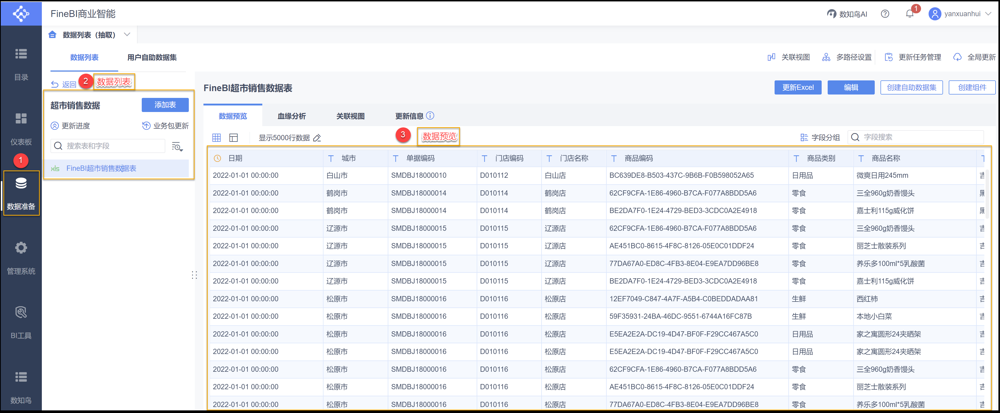 FineBI商业智能
数知鸟AI
1
yanxuanhui
数据列表（抽取）
目录
仪表板
1
数据准备
管理系统
BI工具
数知鸟
数据列表 用户自助数据集
关联视图 多路径设置 更新任务管理 全局更新
返回 2 数据列表
超市销售数据 添加表
更新进度 业务包更新
搜索表和字段
xls FineBI超市销售数据表
FineBI超市销售数据表
更新Excel 编辑 创建自助数据集 创建组件
数据预览 血缘分析 关联视图 更新信息
显示5000行数据 3 数据预览 字段分组 字段搜索
日期 T 城市 T 单据编码 T 门店编码 T 门店名称 T 商品编码 T 商品类别 T 商品名称
2022-01-01 00:00:00 白山市 SMDBJ18000010 D010112 白山店 BC639DE8-B503-437C-9B6B-F0B598052A65 日用品 微爽日用245mm
2022-01-01 00:00:00 鹤岗市 SMDBJ18000014 D010114 鹤岗店 62CF9CFA-1E86-4960-B7CA-F077A8BDD5A6 零食 三全960g奶香馒头
2022-01-01 00:00:00 鹤岗市 SMDBJ18000014 D010114 鹤岗店 BE2DA7F0-1E24-4729-BED3-3CDC0A2E4918 零食 嘉士利115g威化饼
2022-01-01 00:00:00 辽源市 SMDBJ18000015 D010115 辽源店 62CF9CFA-1E86-4960-B7CA-F077A8BDD5A6 零食 三全960g奶香馒头
2022-01-01 00:00:00 辽源市 SMDBJ18000015 D010115 辽源店 AE451BC0-8615-4F8C-8126-05E0C01DDF24 零食 丽芝士散装系列
2022-01-01 00:00:00 辽源市 SMDBJ18000015 D010115 辽源店 77DA67A0-ED8C-4FB3-8E04-E9EA7DD96BE8 零食 养乐多100ml*5乳酸菌
2022-01-01 00:00:00 辽源市 SMDBJ18000015 D010115 辽源店 BE2DA7F0-1E24-4729-BED3-3CDC0A2E4918 零食 嘉士利115g威化饼
2022-01-01 00:00:00 松原市 SMDBJ18000016 D010116 松原店 12EF7049-C847-4A7F-A5B4-C0BEDDADAA81 生鲜 西红柿
2022-01-01 00:00:00 松原市 SMDBJ18000016 D010116 松原店 59F35931-24BA-46DC-9551-6744A16FC87B 生鲜 本地小白菜
2022-01-01 00:00:00 松原市 SMDBJ18000016 D010116 松原店 E5EA2E2A-DC19-4D47-BF0F-F29CC467A5C0 日用品 家之寓圆形24夹晒架
2022-01-01 00:00:00 松原市 SMDBJ18000016 D010116 松原店 E5EA2E2A-DC19-4D47-BF0F-F29CC467A5C0 日用品 家之寓圆形24夹晒架
2022-01-01 00:00:00 松原市 SMDBJ18000016 D010116 松原店 62CF9CFA-1E86-4960-B7CA-F077A8BDD5A6 零食 三全960g奶香馒头
2022-01-01 00:00:00 松原市 SMDBJ18000016 D010116 松原店 AE451BC0-8615-4F8C-8126-05E0C01DDF24 零食 丽芝士散装系列
2022-01-01 00:00:00 松原市 SMDBJ18000016 D010116 松原店 77DA67A0-ED8C-4FB3-8E04-E9EA7DD96BE8 零食 养乐多100ml*5乳酸菌